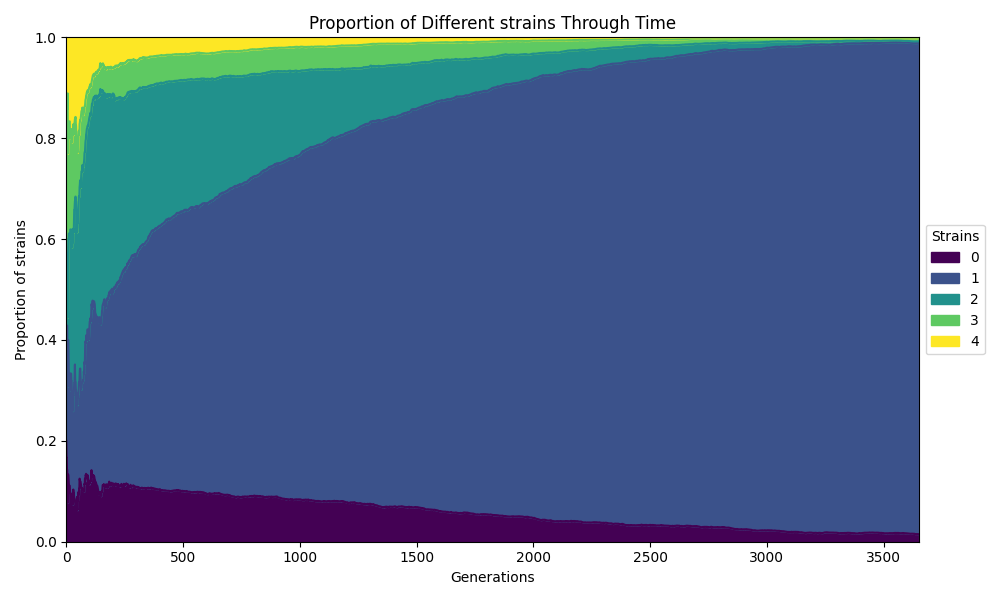 Proportion of Different strains Through Time
Proportion of strains
1.0
0.8
0.6
0.4
0.2
0.0
0 500 1000 1500 2000 2500 3000 3500
Generations
Strains
0
1
2
3
4